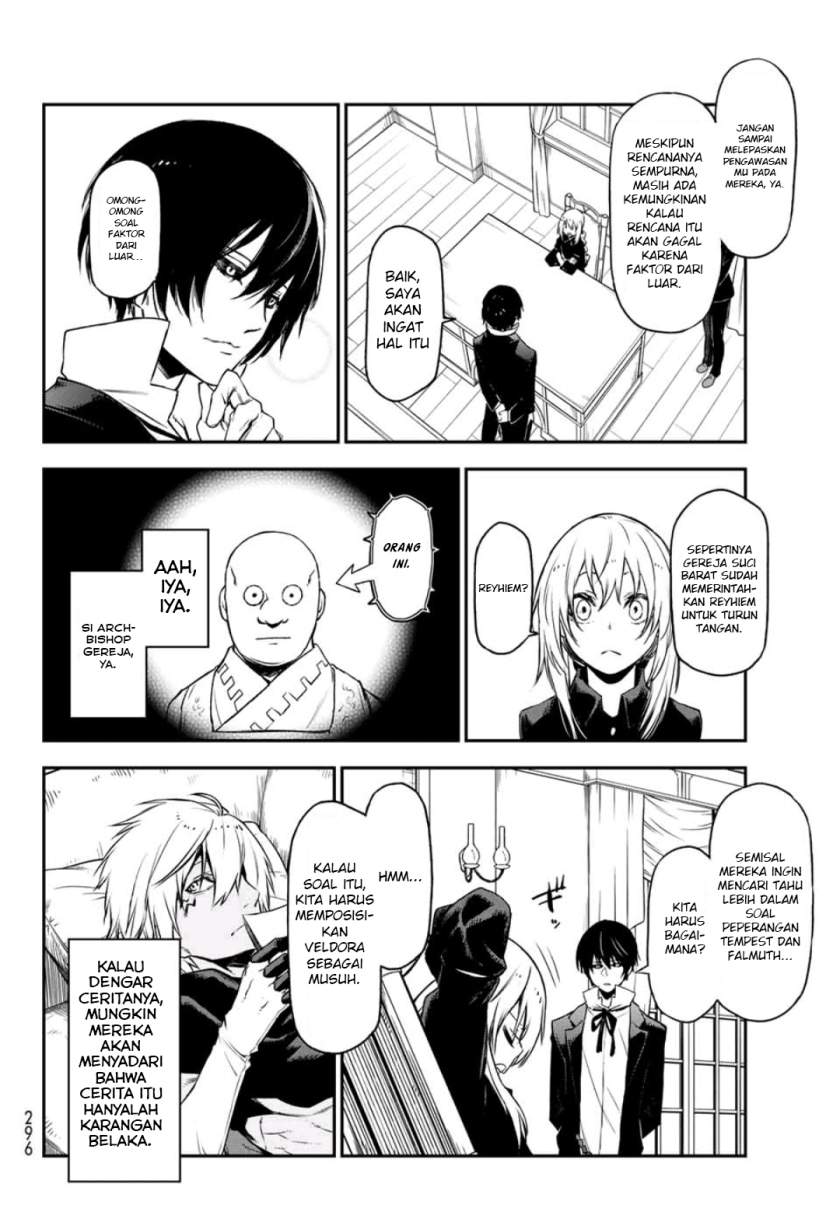 JANGAN
SAMPAI
MELEPASKAN
PENGAWASAN
MU PADA
MEREKA, YA.
MESKIPUN
RENCANANYA
SEMPURNA,
MASIH ADA
KEMUNGKINAN
KALAU
RENCANA ITU
AKAN GAGAL
KARENA
FAKTOR DARI
LUAR.
BAIK,
SAYA
AKAN
INGAT
HAL ITU
OMONG-
OMONG
SOAL
FAKTOR
DARI
LUAR...
SEPERTINYA
GEREJA SUCI
BARAT SUDAH
MEMERINTAH-
KAN REYHIEM
UNTUK TURUN
TANGAN.
REYHIEM?
ORANG
INI.
AAH,
IYA,
IYA.
SI ARCH-
BISHOP
GEREJA,
YA.
SEMISAL
MEREKA INGIN
MENCARI TAHU
LEBIH DALAM
SOAL
PEPERANGAN
TEMPEST DAN
FALMUTH...
KITA
HARUS
BAGAI-
MANA?
HMM...
KALAU
SOAL ITU,
KITA HARUS
MEMPOSISI-
KAN
VELDORA
SEBAGAI
MUSUH.
KALAU
DENGAR
CERITANYA,
MUNGKIN
MEREKA
AKAN
MENYADARI
BAHWA
CERITA ITU
HANYALAH
KARANGAN
BELAKA.
296